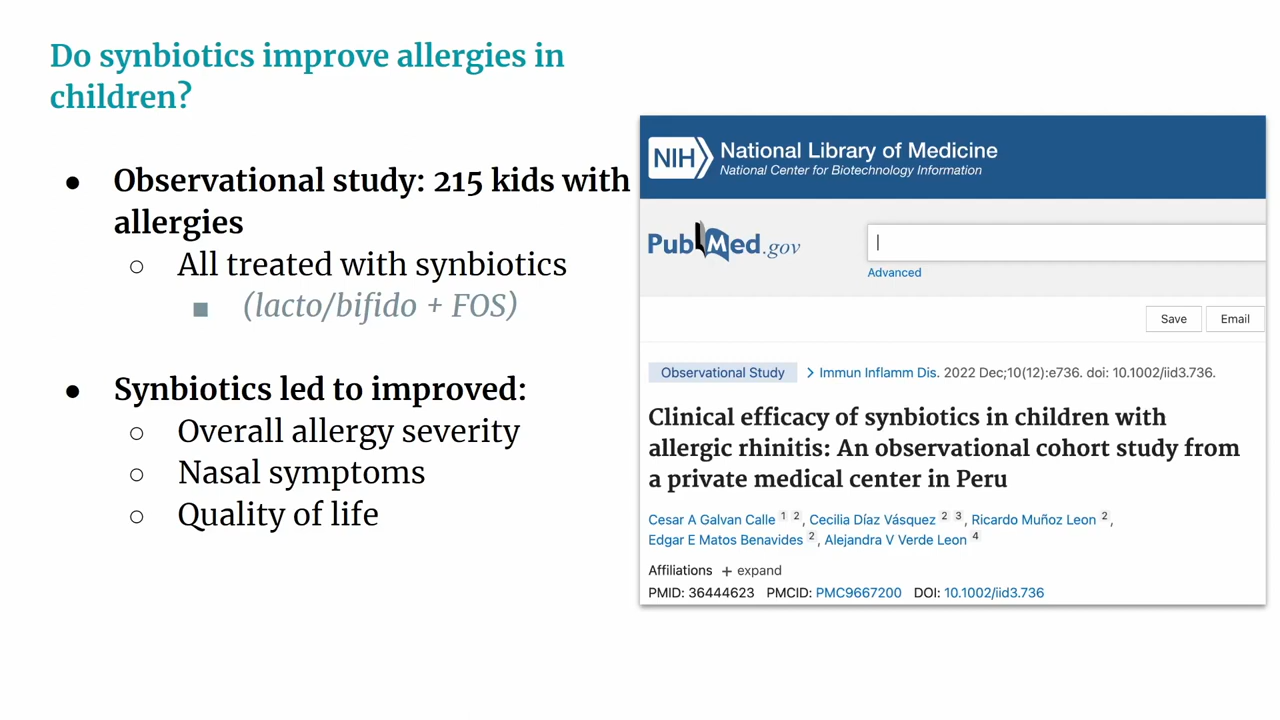 Do synbiotics improve allergies in
children?
● Observational study: 215 kids with
allergies
○ All treated with synbiotics
■ (lacto/bifido + FOS)
● Synbiotics led to improved:
○ Overall allergy severity
○ Nasal symptoms
○ Quality of life
NIH National Library of Medicine
National Center for Biotechnology Information
PubMed.gov
Advanced
Save Email
Observational Study > Immun Inflamm Dis. 2022 Dec;10(12):e736. doi: 10.1002/iid3.736.
Clinical efficacy of synbiotics in children with
allergic rhinitis: An observational cohort study from
a private medical center in Peru
Cesar A Galvan Calle 1 2, Cecilia Díaz Vásquez 2 3, Ricardo Muñoz Leon 2,
Edgar E Matos Benavides 2, Alejandra V Verde Leon 4
Affiliations + expand
PMID: 36444623 PMCID: PMC9667200 DOI: 10.1002/iid3.736